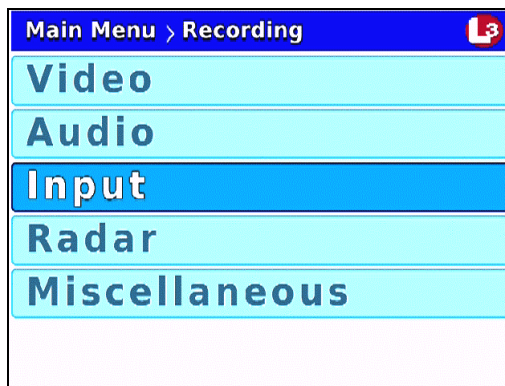 Main Menu > Recording L3
Video
Audio
Input
Radar
Miscellaneous